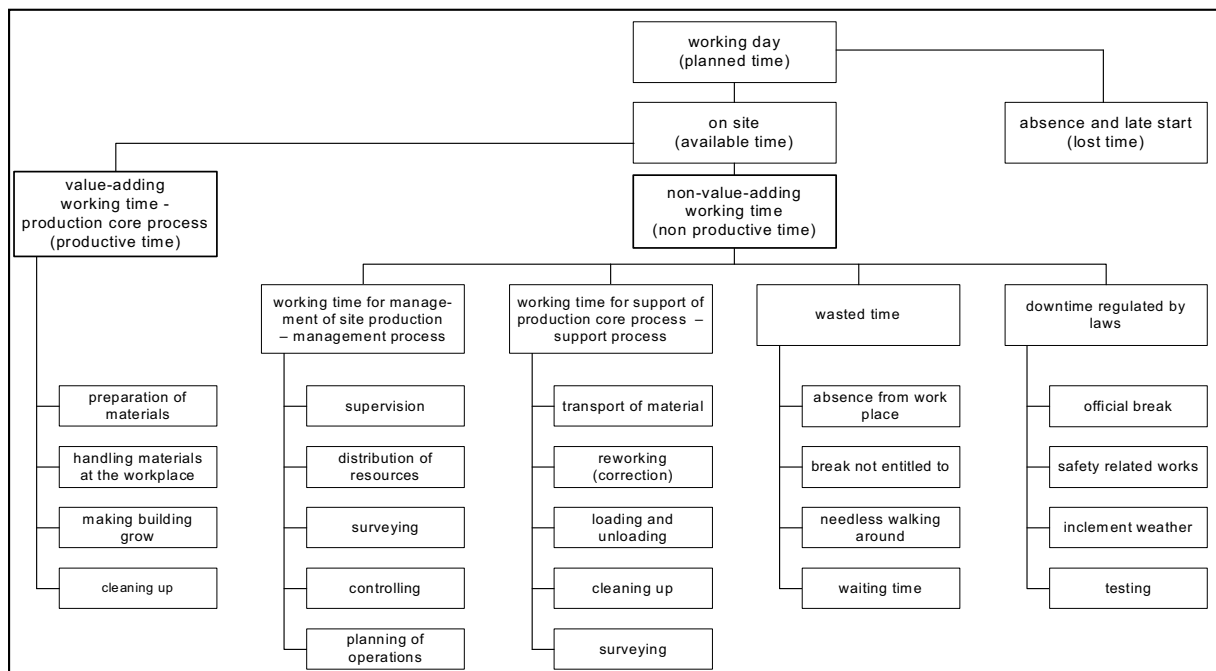 working day
(planned time)
on site
(available time)
absence and late start
(lost time)
value-adding
working time -
production core process
(productive time)
non-value-adding
working time
(non productive time)
working time for manage-
ment of site production
– management process
working time for support of
production core process –
support process
wasted time
downtime regulated by
laws
preparation of
materials
handling materials
at the workplace
making building
grow
cleaning up
supervision
distribution of
resources
surveying
controlling
planning of
operations
transport of material
reworking
(correction)
loading and
unloading
cleaning up
surveying
absence from work
place
break not entitled to
needless walking
around
waiting time
official break
safety related works
inclement weather
testing